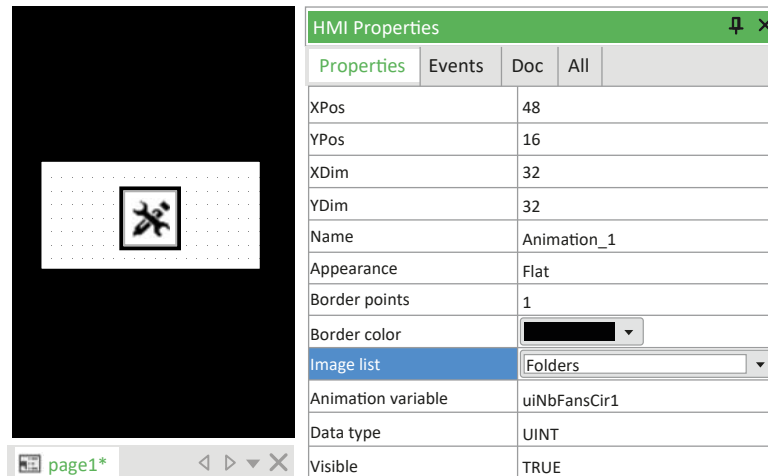 HMI Properties
Properties Events Doc All
XPos 48
YPos 16
XDim 32
YDim 32
Name Animation_1
Appearance Flat
Border points 1
Border color
Image list Folders
Animation variable uiNbFansCir1
Data type UINT
Visible TRUE
page1*